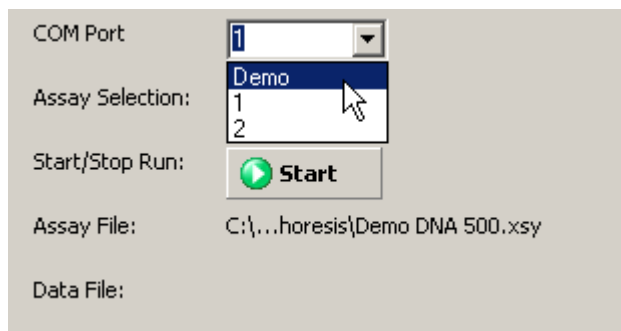 COM Port 1
Demo
Assay Selection: 1
2
Start/Stop Run: Start
Assay File: C:\...horesis\Demo DNA 500.xsy
Data File: